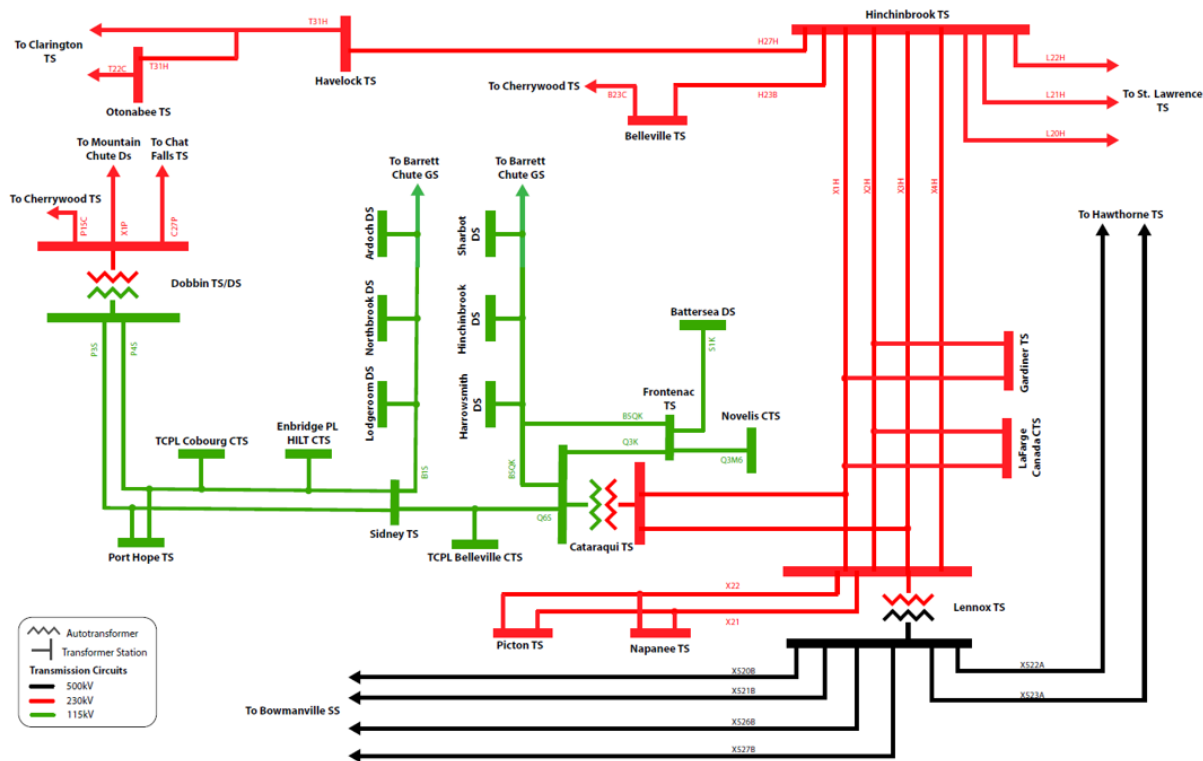 Hinchinbrook TS
T31H
To Clarington
TS
T22C
T31H
Otonabee TS
Havelock TS
H27H
To Cherrywood TS
B23C
H23B
Belleville TS
L22H
To St. Lawrence
TS
L21H
L20H
To Mountain
Chute Ds
To Chat
Falls TS
To Cherrywood TS
P15C
X1P
C27P
Dobbin TS/DS
To Barrett
Chute GS
To Barrett
Chute GS
X1H
X2H
X3H
X4H
To Hawthorne TS
Ardoch DS
Sharbot
DS
Northbrook DS
Hinchinbrook
DS
Lodgeroom DS
Harrowsmith
DS
Battersea DS
S1K
Frontenac
TS
Novelis CTS
B5QK
Q3K
Q3M6
B5QK
Gardiner TS
LaFarge
Canada CTS
P3S
P4S
TCPL Cobourg CTS
Enbridge PL
HILT CTS
B1S
Q6S
Port Hope TS
Sidney TS
TCPL Belleville CTS
Cataraqui TS
X22
X21
Picton TS
Napanee TS
Lennox TS
X520B
X521B
X526B
X527B
X522A
X523A
To Bowmanville SS
Autotransformer
Transformer Station
Transmission Circuits
500kV
230kV
115kV